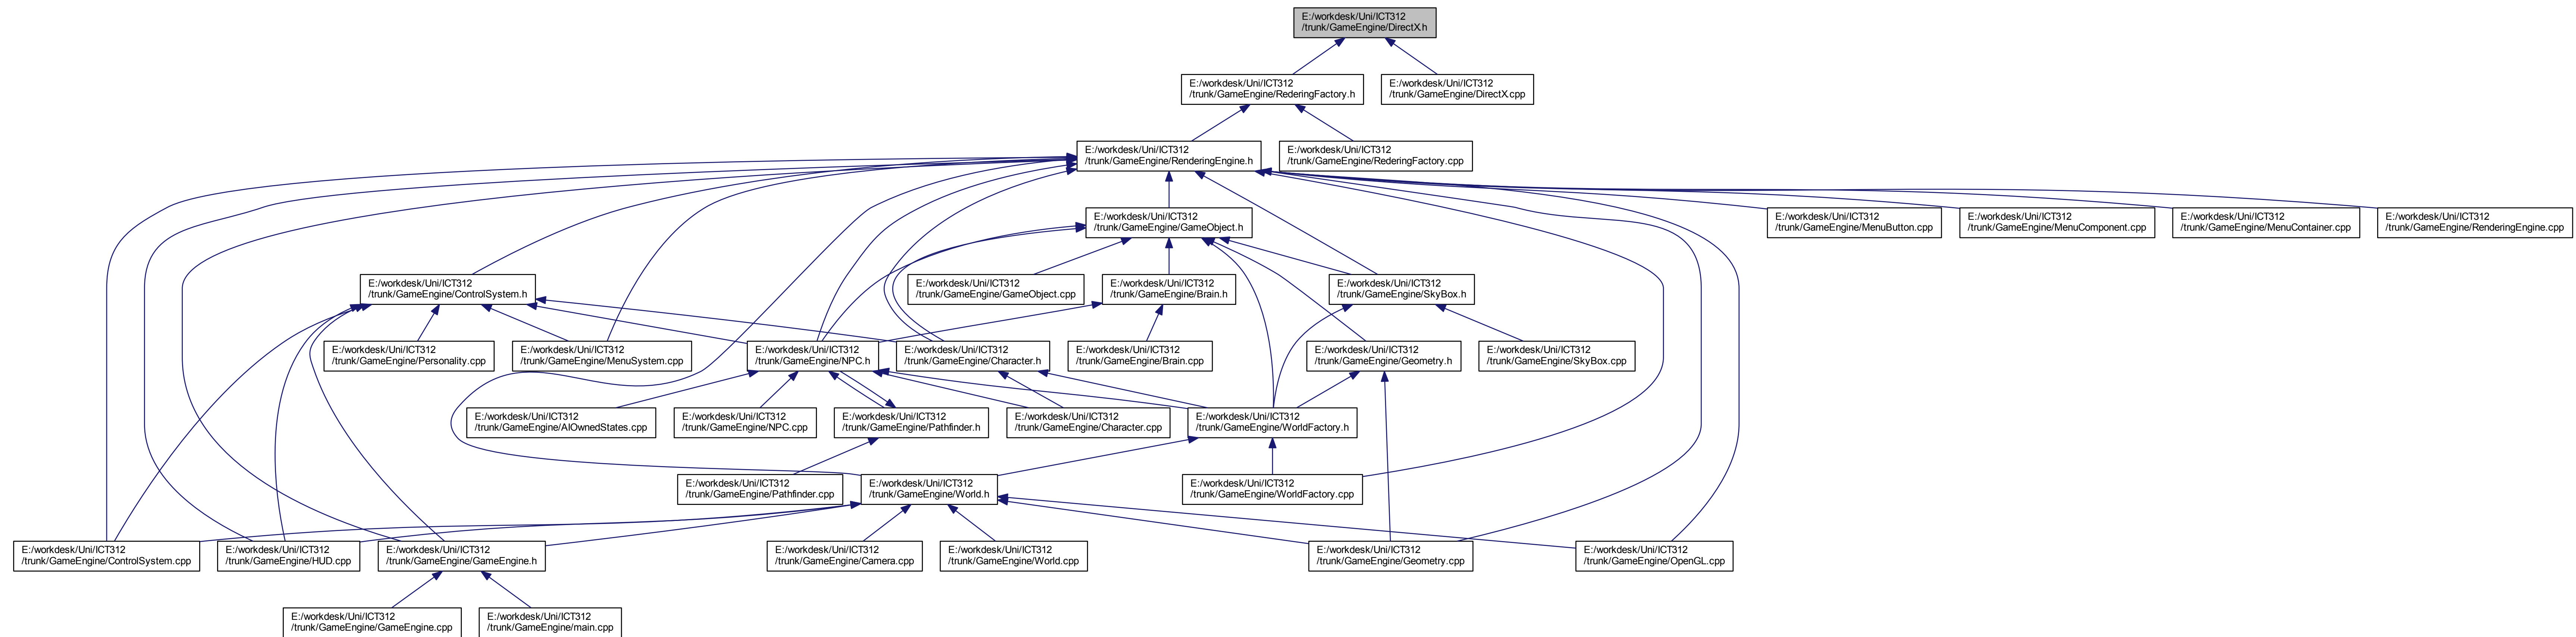 E:/workdesk/Uni/ICT312
/trunk/GameEngine/DirectX.h
E:/workdesk/Uni/ICT312
/trunk/GameEngine/RederingFactory.h
E:/workdesk/Uni/ICT312
/trunk/GameEngine/DirectX.cpp
E:/workdesk/Uni/ICT312
/trunk/GameEngine/RenderingEngine.h
E:/workdesk/Uni/ICT312
/trunk/GameEngine/RederingFactory.cpp
E:/workdesk/Uni/ICT312
/trunk/GameEngine/GameObject.h
E:/workdesk/Uni/ICT312
/trunk/GameEngine/MenuButton.cpp
E:/workdesk/Uni/ICT312
/trunk/GameEngine/MenuComponent.cpp
E:/workdesk/Uni/ICT312
/trunk/GameEngine/MenuContainer.cpp
E:/workdesk/Uni/ICT312
/trunk/GameEngine/RenderingEngine.cpp
E:/workdesk/Uni/ICT312
/trunk/GameEngine/ControlSystem.h
E:/workdesk/Uni/ICT312
/trunk/GameEngine/GameObject.cpp
E:/workdesk/Uni/ICT312
/trunk/GameEngine/Brain.h
E:/workdesk/Uni/ICT312
/trunk/GameEngine/SkyBox.h
E:/workdesk/Uni/ICT312
/trunk/GameEngine/Personality.cpp
E:/workdesk/Uni/ICT312
/trunk/GameEngine/MenuSystem.cpp
E:/workdesk/Uni/ICT312
/trunk/GameEngine/NPC.h
E:/workdesk/Uni/ICT312
/trunk/GameEngine/Character.h
E:/workdesk/Uni/ICT312
/trunk/GameEngine/Brain.cpp
E:/workdesk/Uni/ICT312
/trunk/GameEngine/Geometry.h
E:/workdesk/Uni/ICT312
/trunk/GameEngine/SkyBox.cpp
E:/workdesk/Uni/ICT312
/trunk/GameEngine/AIOwnedStates.cpp
E:/workdesk/Uni/ICT312
/trunk/GameEngine/NPC.cpp
E:/workdesk/Uni/ICT312
/trunk/GameEngine/Pathfinder.h
E:/workdesk/Uni/ICT312
/trunk/GameEngine/Character.cpp
E:/workdesk/Uni/ICT312
/trunk/GameEngine/WorldFactory.h
E:/workdesk/Uni/ICT312
/trunk/GameEngine/Pathfinder.cpp
E:/workdesk/Uni/ICT312
/trunk/GameEngine/World.h
E:/workdesk/Uni/ICT312
/trunk/GameEngine/WorldFactory.cpp
E:/workdesk/Uni/ICT312
/trunk/GameEngine/ControlSystem.cpp
E:/workdesk/Uni/ICT312
/trunk/GameEngine/HUD.cpp
E:/workdesk/Uni/ICT312
/trunk/GameEngine/GameEngine.h
E:/workdesk/Uni/ICT312
/trunk/GameEngine/Camera.cpp
E:/workdesk/Uni/ICT312
/trunk/GameEngine/World.cpp
E:/workdesk/Uni/ICT312
/trunk/GameEngine/Geometry.cpp
E:/workdesk/Uni/ICT312
/trunk/GameEngine/OpenGL.cpp
E:/workdesk/Uni/ICT312
/trunk/GameEngine/GameEngine.cpp
E:/workdesk/Uni/ICT312
/trunk/GameEngine/main.cpp